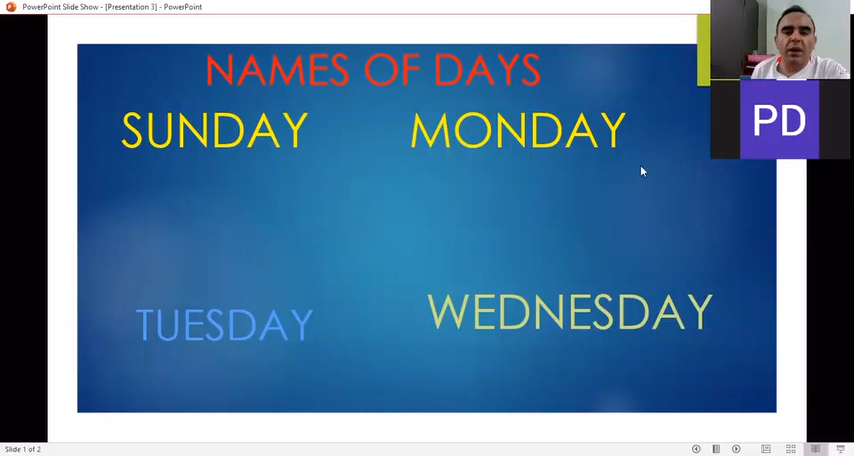 PowerPoint Slide Show - [Presentation 3] - PowerPoint
NAMES OF DAYS
SUNDAY MONDAY
PD
TUESDAY WEDNESDAY
Slide 1 of 2